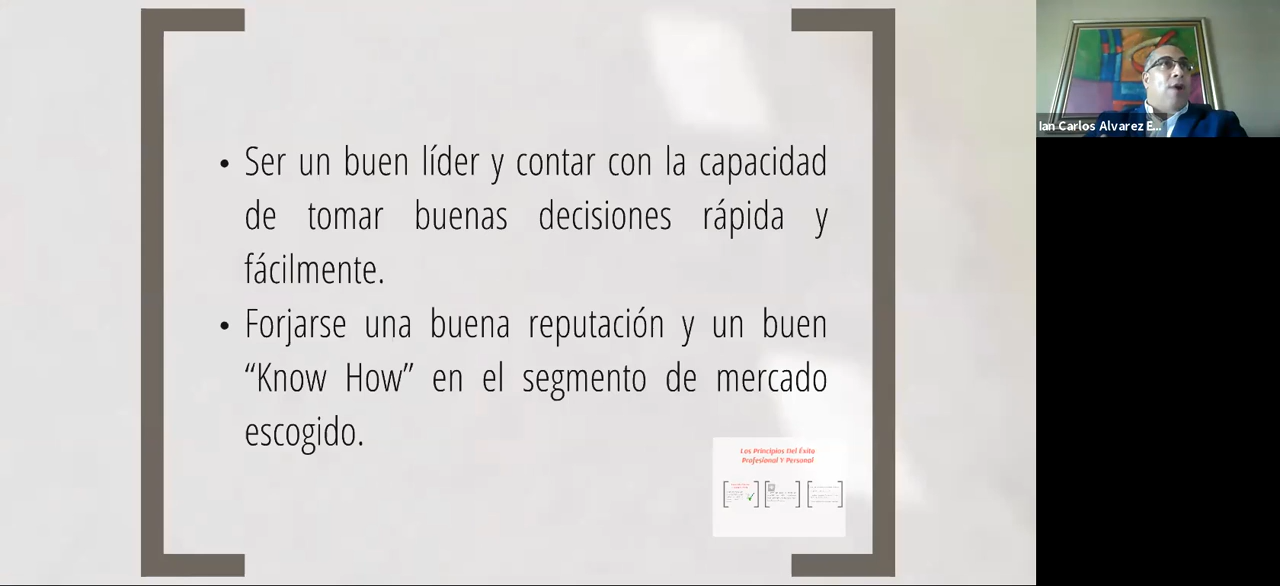 • Ser un buen líder y contar con la capacidad
de tomar buenas decisiones rápida y
fácilmente.
• Forjarse una buena reputación y un buen
“Know How” en el segmento de mercado
escogido.
Los Principios Del Éxito
Profesional Y Personal
Ian Carlos Alvarez E...